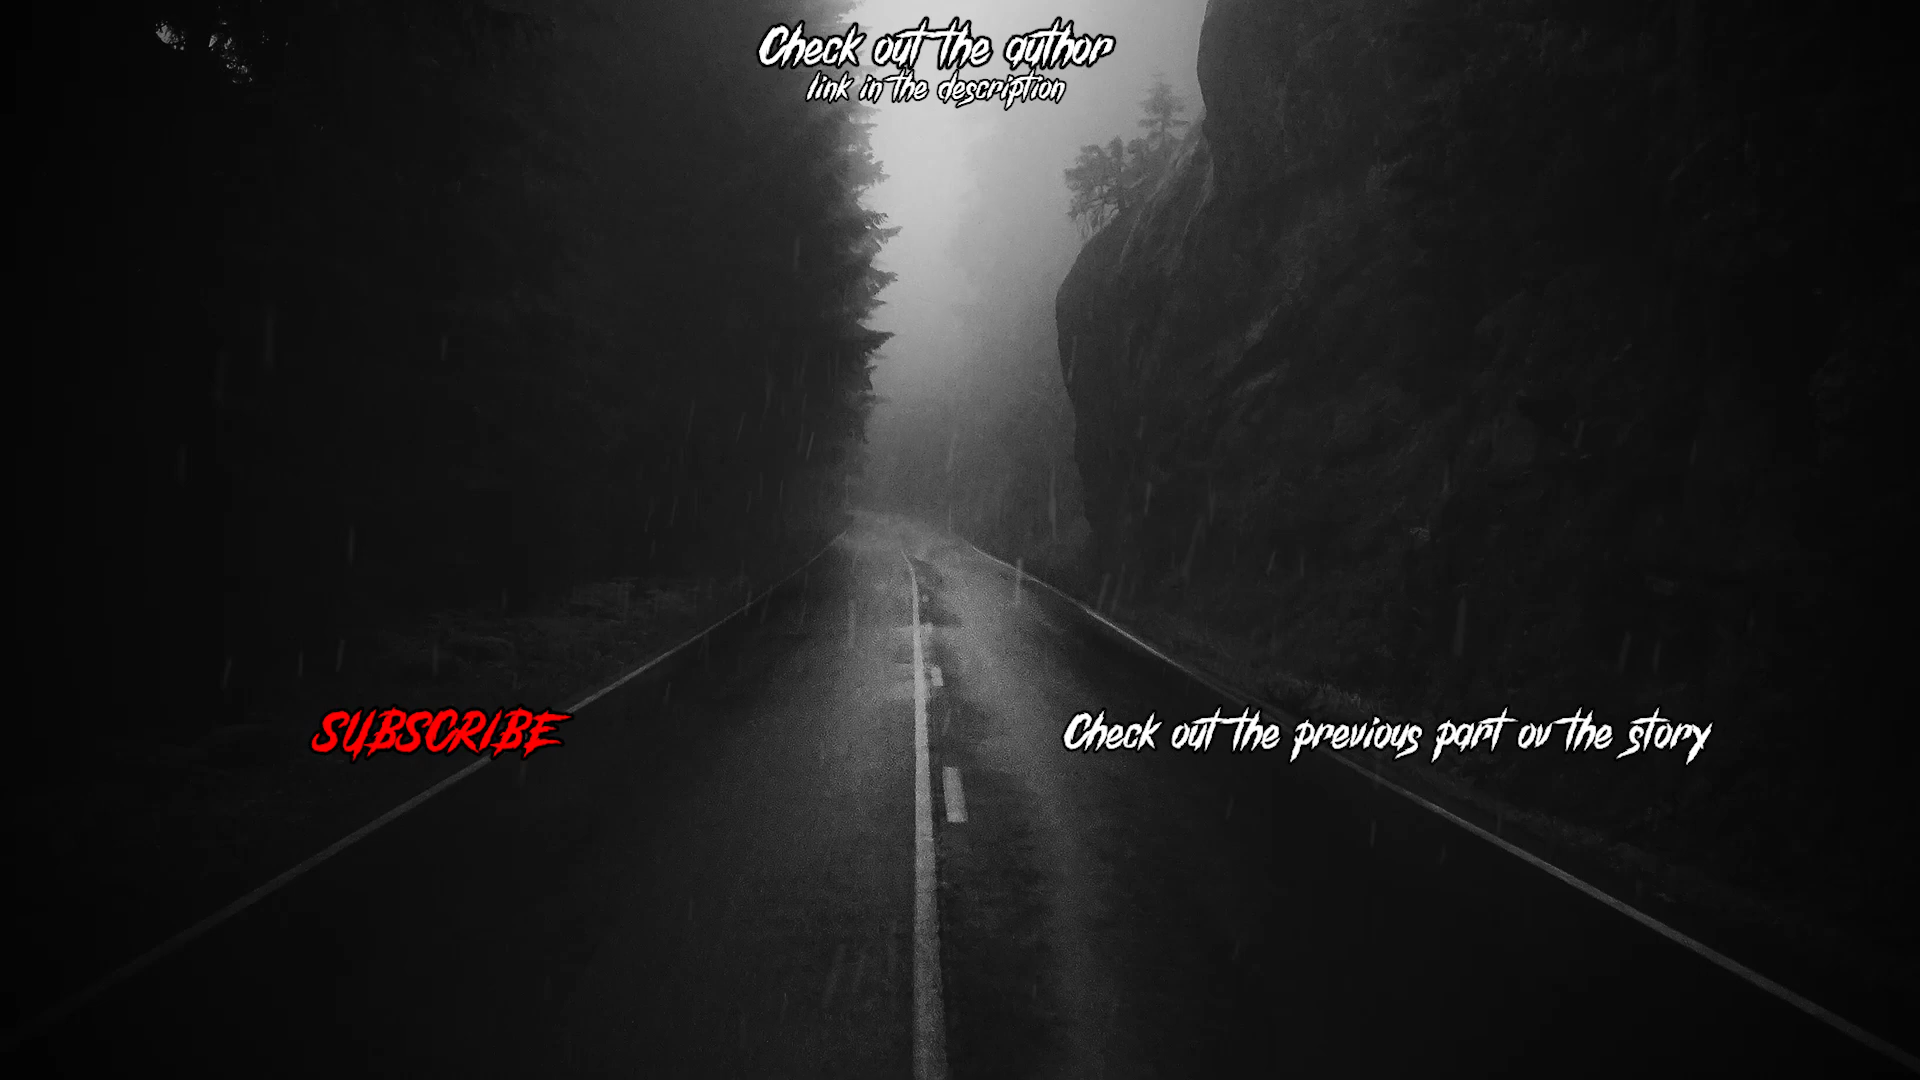 Check out the author
link in the description
SUBSCRIBE
Check out the previous part ov the story